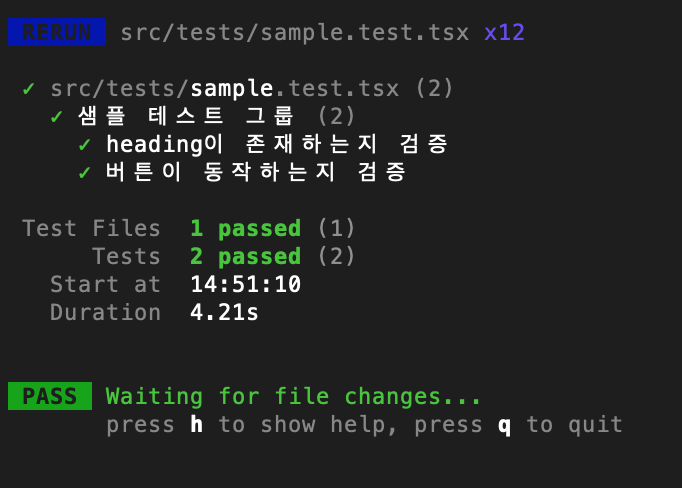 RERUN src/tests/sample.test.tsx x12
✓ src/tests/sample.test.tsx (2)
✓ 샘플 테스트 그룹 (2)
✓ heading이 존재하는지 검증
✓ 버튼이 동작하는지 검증
Test Files 1 passed (1)
Tests 2 passed (2)
Start at 14:51:10
Duration 4.21s
PASS Waiting for file changes...
press h to show help, press q to quit